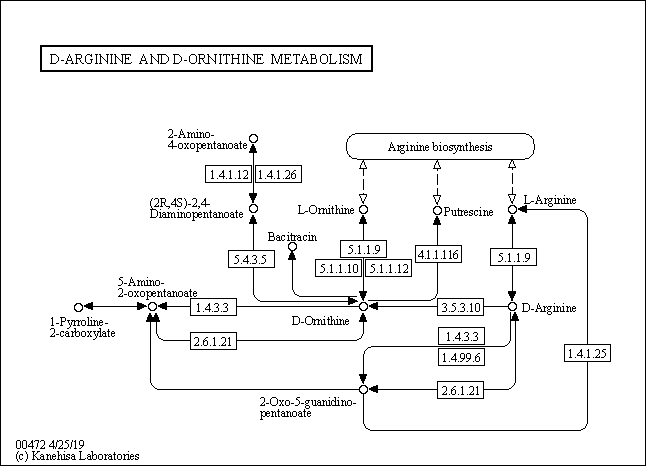 D-ARGININE AND D-ORNITHINE METABOLISM
2-Amino-
4-oxopentanoate
Arginine biosynthesis
1.4.1.12
1.4.1.26
(2R,4S)-2,4-
Diaminopentanoate
L-Ornithine
Putrescine
L-Arginine
Bacitracin
5.1.1.9
4.1.1.116
5.4.3.5
5.1.1.10
5.1.1.12
5.1.1.9
5-Amino-
2-oxopentanoate
1.4.3.3
3.5.3.10
D-Ornithine
D-Arginine
1-Pyrroline-
2-carboxylate
2.6.1.21
1.4.3.3
1.4.99.6
1.4.1.25
2.6.1.21
2-Oxo-5-guanidino-
pentanoate
00472 4/25/19
(c) Kanehisa Laboratories